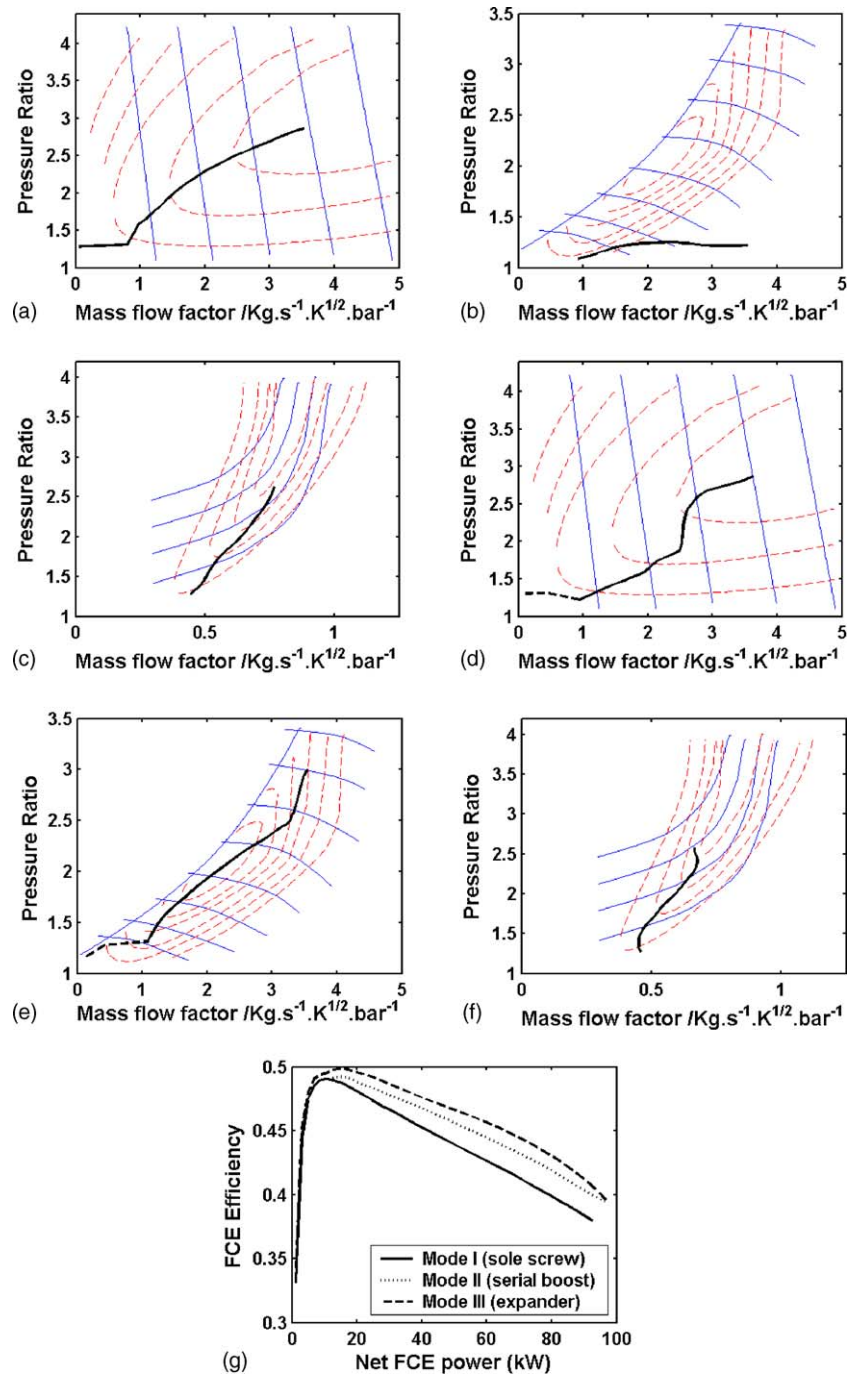 4
3.5
3
2.5
2
1.5
1
Pressure Ratio
0 1 2 3 4 5
(a) Mass flow factor /Kg.s⁻¹.K¹/².bar⁻¹
3.5
3
2.5
2
1.5
1
Pressure Ratio
0 1 2 3 4 5
(b) Mass flow factor /Kg.s⁻¹.K¹/².bar⁻¹
4
3.5
3
2.5
2
1.5
1
Pressure Ratio
0 0.5 1
(c) Mass flow factor /Kg.s⁻¹.K¹/².bar⁻¹
4
3.5
3
2.5
2
1.5
1
Pressure Ratio
0 1 2 3 4 5
(d) Mass flow factor /Kg.s⁻¹.K¹/².bar⁻¹
3.5
3
2.5
2
1.5
1
Pressure Ratio
0 1 2 3 4 5
(e) Mass flow factor /Kg.s⁻¹.K¹/².bar⁻¹
4
3.5
3
2.5
2
1.5
1
Pressure Ratio
0 0.5 1
(f) Mass flow factor /Kg.s⁻¹.K¹/².bar⁻¹
0.5
0.45
0.4
0.35
0.3
FCE Efficiency
Mode I (sole screw)
Mode II (serial boost)
Mode III (expander)
0 20 40 60 80 100
(g) Net FCE power (kW)